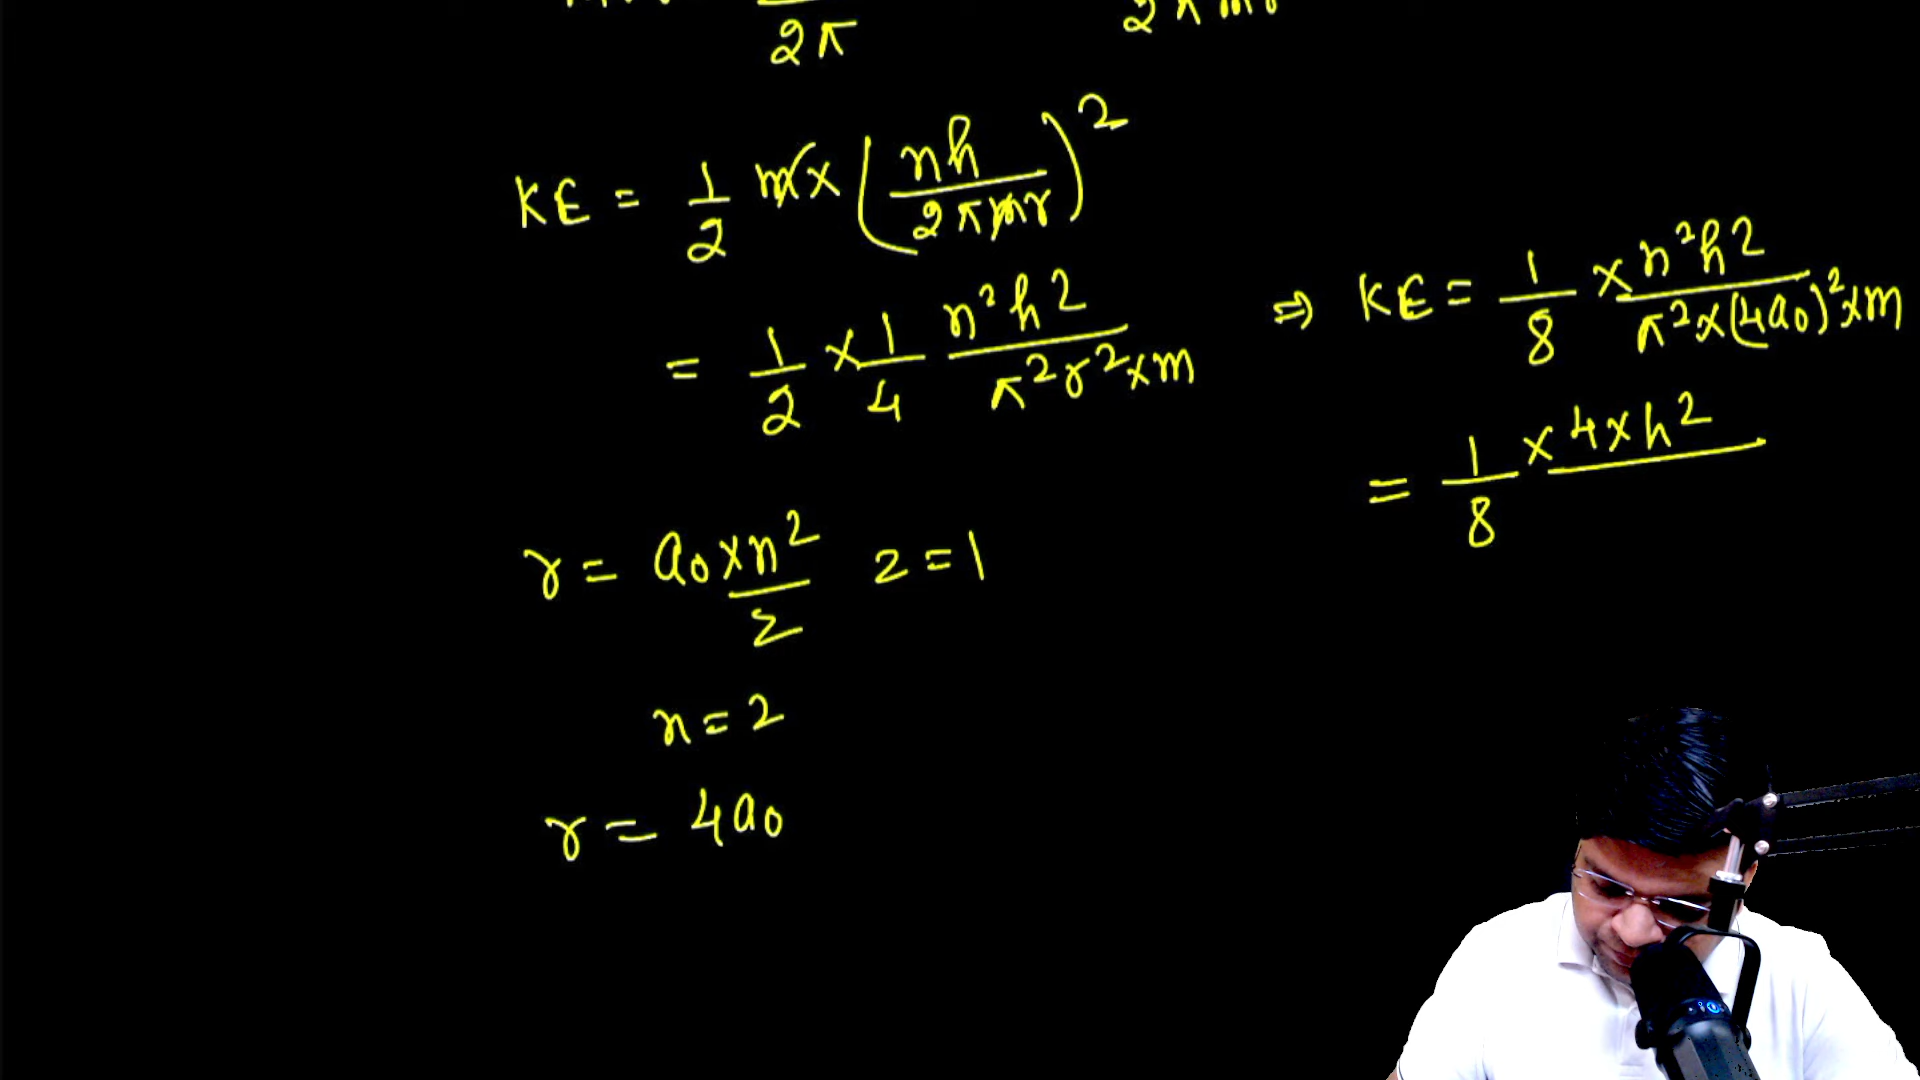 2π
2πmr
KE = 1/2 m × (nh/2πmr)²
= 1/2 × 1/4 n²h²/π²r²×m
⇒ KE = 1/8 × n²h²/π²×(4a₀)²×m
= 1/8 × 4×h²
r = a₀×n²/z z=1
n = 2
r = 4a₀